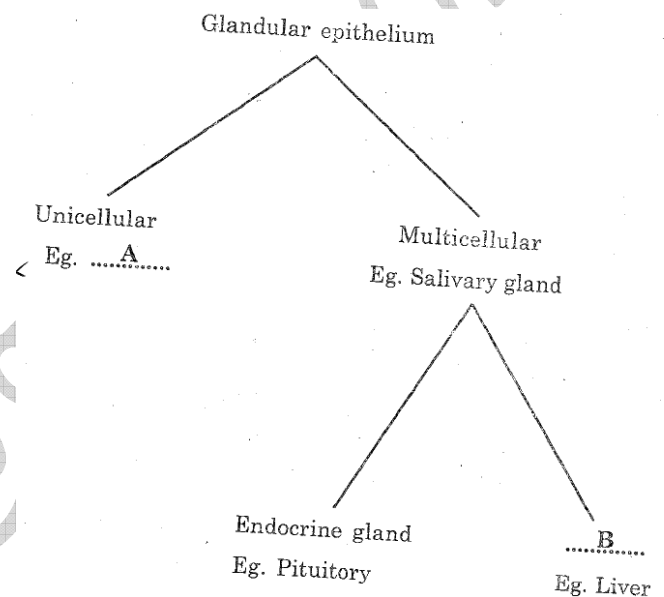 Glandular epithelium
Unicellular
Eg. ....A......
Multicellular
Eg. Salivary gland
Endocrine gland
Eg. Pituitory
.....B......
Eg. Liver